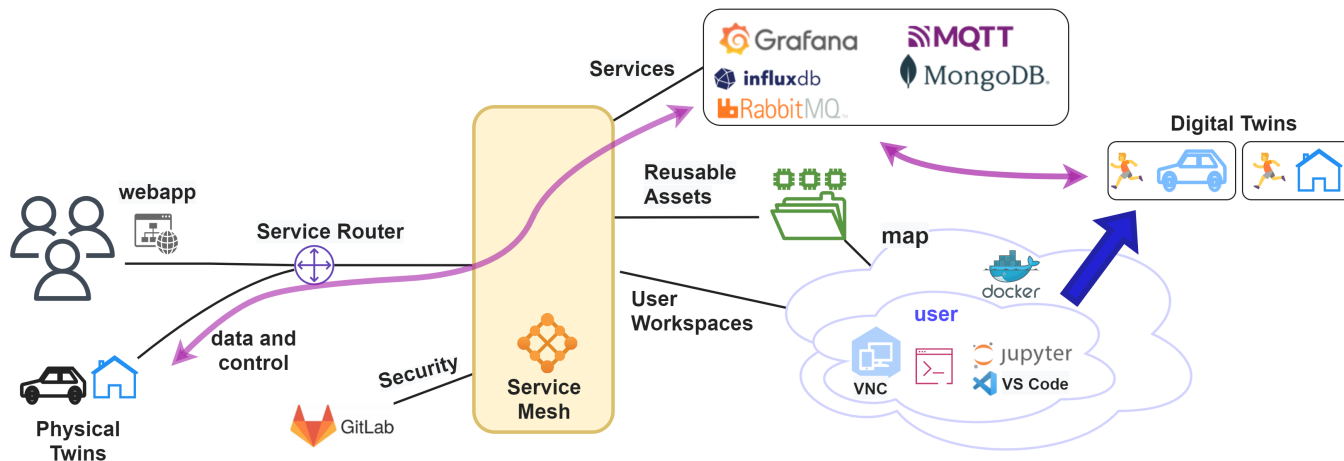 Grafana
MQTT
influxdb
MongoDB.
RabbitMQ
Services
Digital Twins
Reusable
Assets
webapp
Service Router
map
docker
User
Workspaces
user
data and
control
Jupyter
VNC
VS Code
Security
Service
Mesh
GitLab
Physical
Twins